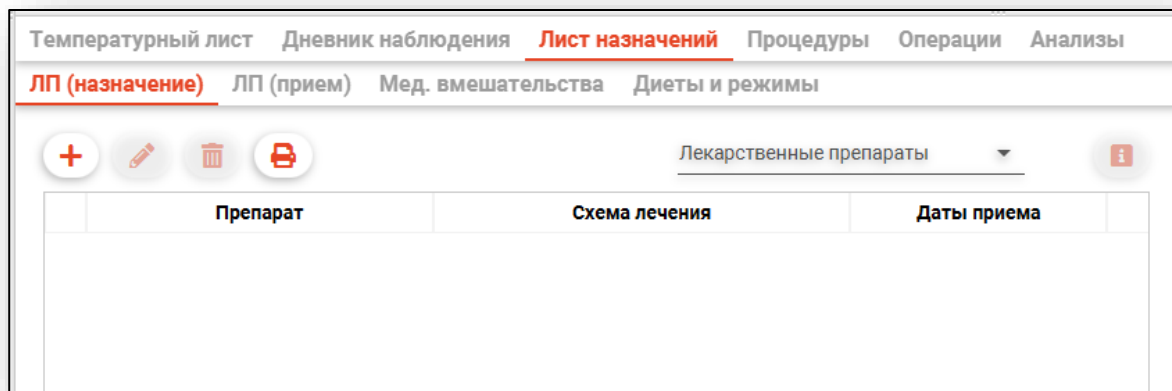 Температурный лист Дневник наблюдения Лист назначений Процедуры Операции Анализы
ЛП (назначение) ЛП (прием) Мед. вмешательства Диеты и режимы
Лекарственные препараты
Препарат Схема лечения Даты приема